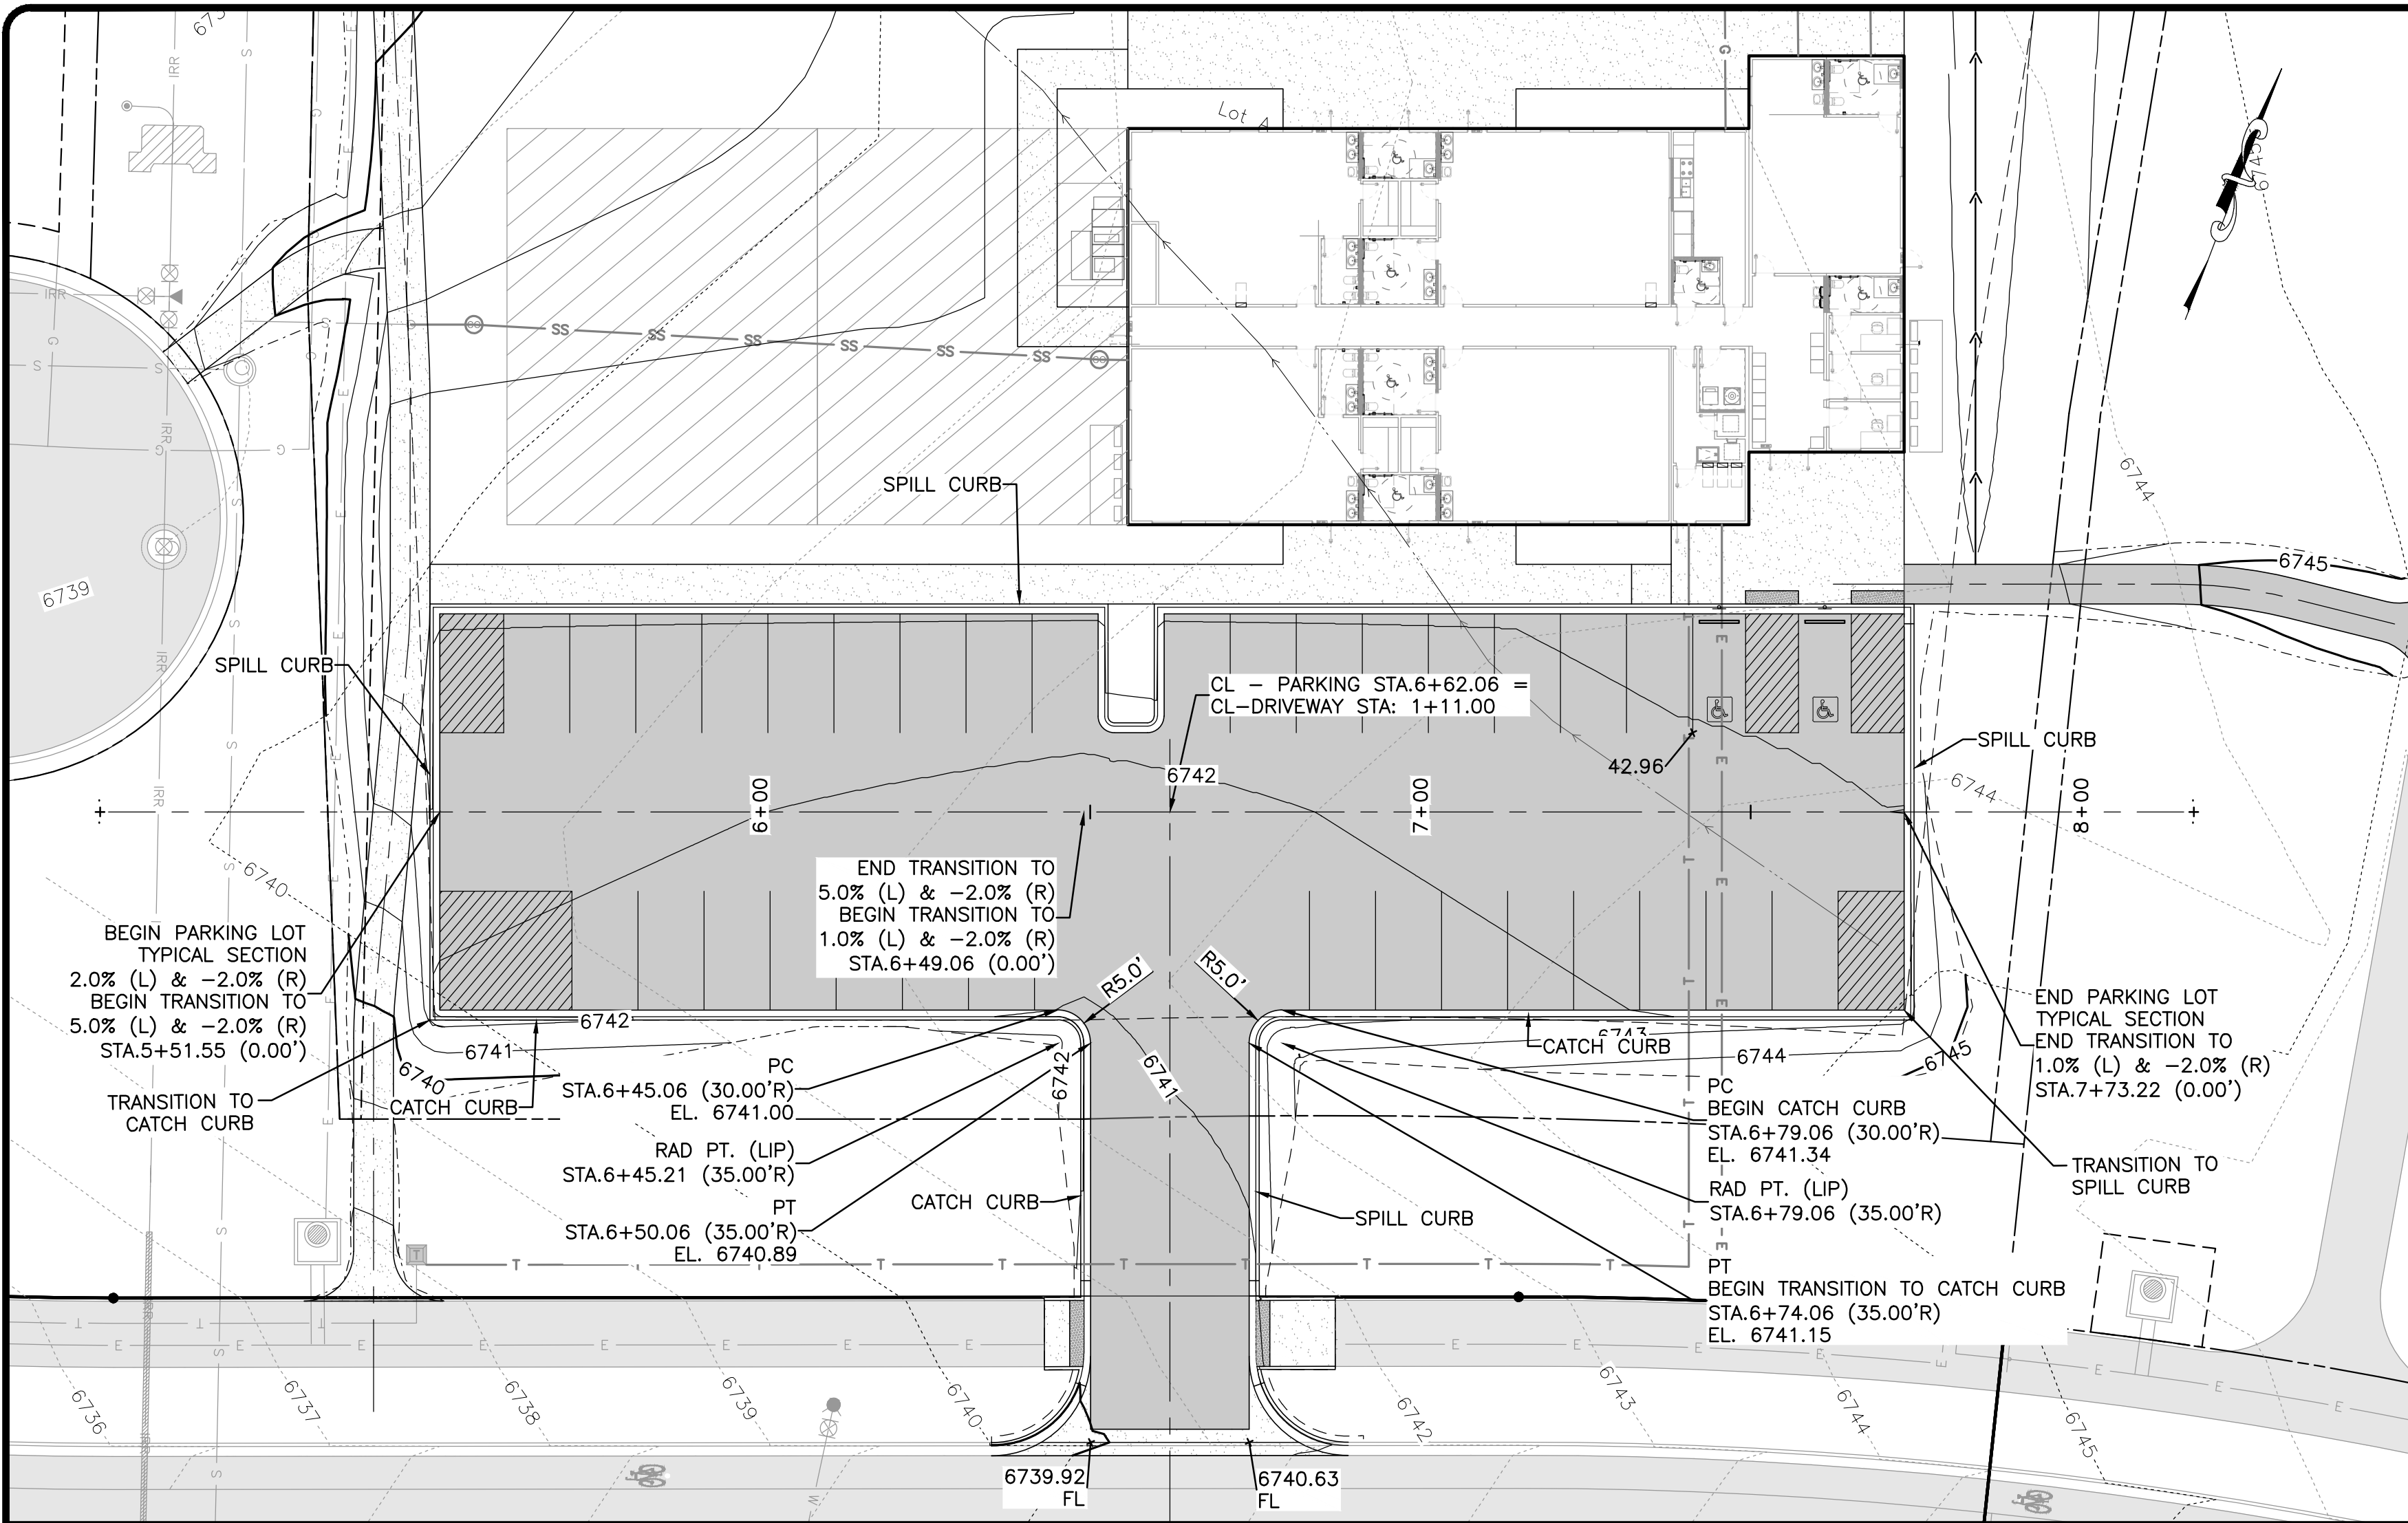 Lot A
IRR
S
G
E
SS
SPILL CURB
6739
SPILL CURB
6744
6745
CL – PARKING STA.6+62.06 =
CL–DRIVEWAY STA: 1+11.00
42.96
SPILL CURB
6744
6742
6+00
7+00
8+00
6740
END TRANSITION TO
5.0% (L) & –2.0% (R)
BEGIN TRANSITION TO
1.0% (L) & –2.0% (R)
STA.6+49.06 (0.00')
BEGIN PARKING LOT
TYPICAL SECTION
2.0% (L) & –2.0% (R)
BEGIN TRANSITION TO
5.0% (L) & –2.0% (R)
STA.5+51.55 (0.00')
R5.0'
R5.0'
END PARKING LOT
TYPICAL SECTION
END TRANSITION TO
1.0% (L) & –2.0% (R)
STA.7+73.22 (0.00')
6742
6741
6740
6743
CATCH CURB
6744
6745
6742
6741
TRANSITION TO
CATCH CURB
CATCH CURB
PC
STA.6+45.06 (30.00'R)
EL. 6741.00
RAD PT. (LIP)
STA.6+45.21 (35.00'R)
PT
STA.6+50.06 (35.00'R)
EL. 6740.89
CATCH CURB
SPILL CURB
PC
BEGIN CATCH CURB
STA.6+79.06 (30.00'R)
EL. 6741.34
RAD PT. (LIP)
STA.6+79.06 (35.00'R)
PT
BEGIN TRANSITION TO CATCH CURB
STA.6+74.06 (35.00'R)
EL. 6741.15
TRANSITION TO
SPILL CURB
T
E
6736
6737
6738
6739
6740
6742
6743
6744
6745
W
6739.92
FL
6740.63
FL